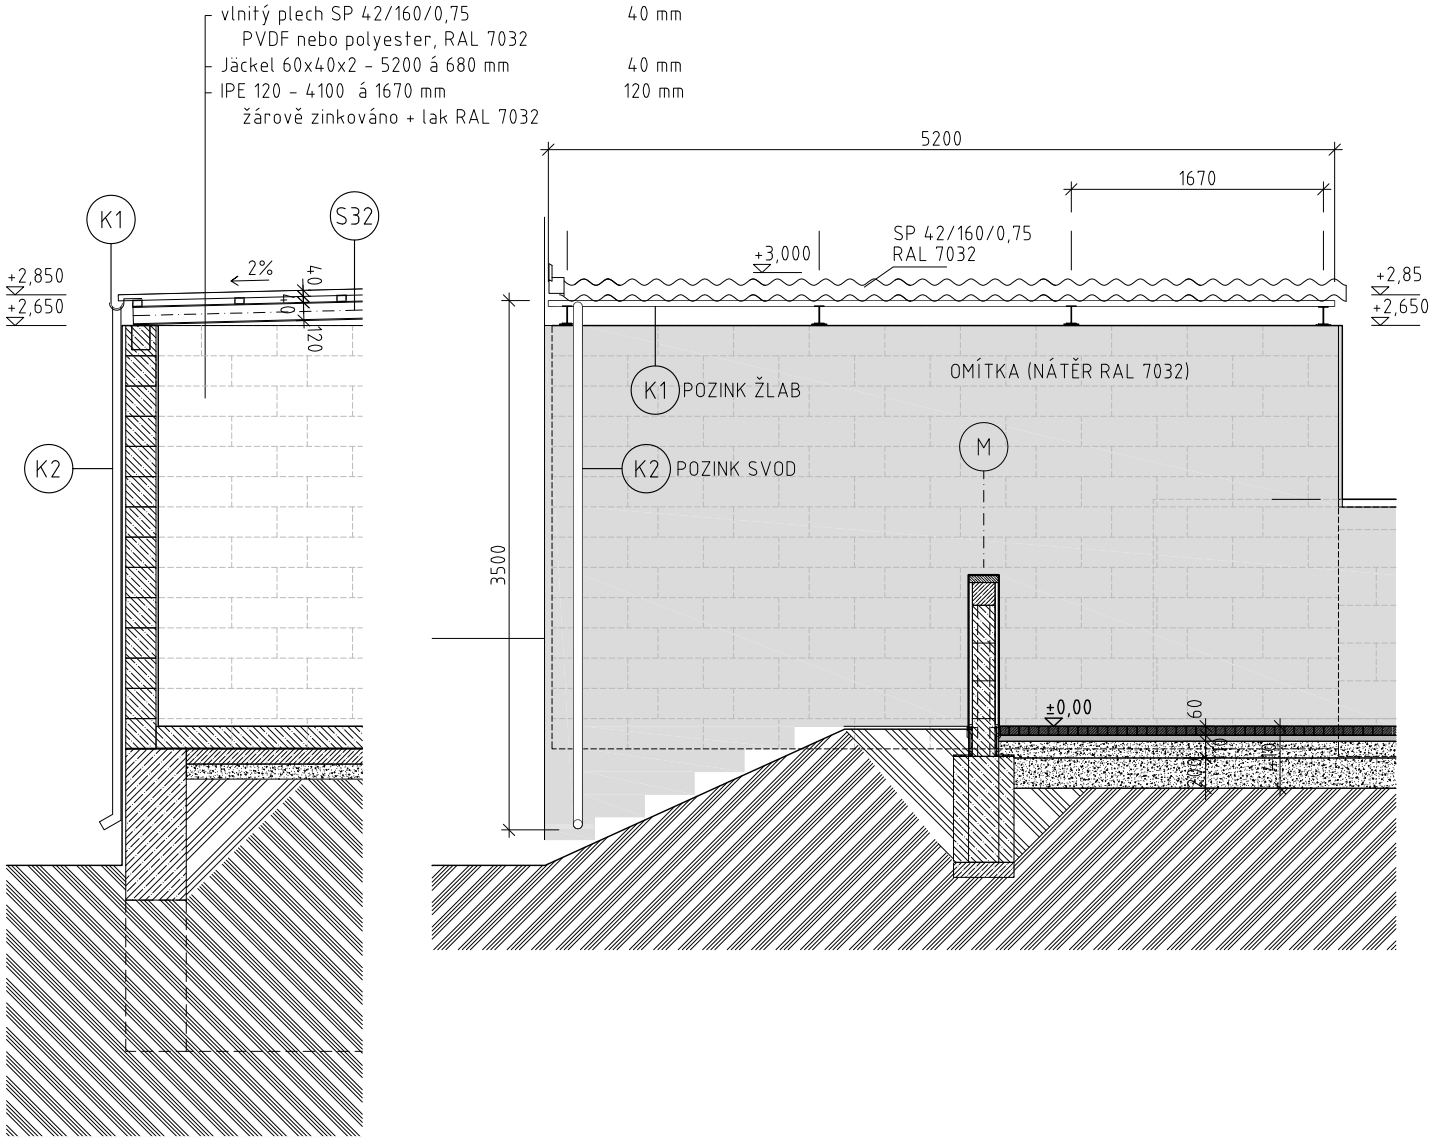 vlnitý plech SP 42/160/0,75 40 mm
PVDF nebo polyester, RAL 7032
Jäckel 60x40x2 - 5200 á 680 mm 40 mm
IPE 120 - 4100 á 1670 mm 120 mm
žárově zinkováno + lak RAL 7032
5200
1670
K1
S32
SP 42/160/0,75
RAL 7032
+3,000
2%
+2,850
+2,650
40
40
120
+2,85
+2,650
OMÍTKA (NÁTĚR RAL 7032)
K1 POZINK ŽLAB
M
K2
K2 POZINK SVOD
3500
±0,00
60
200